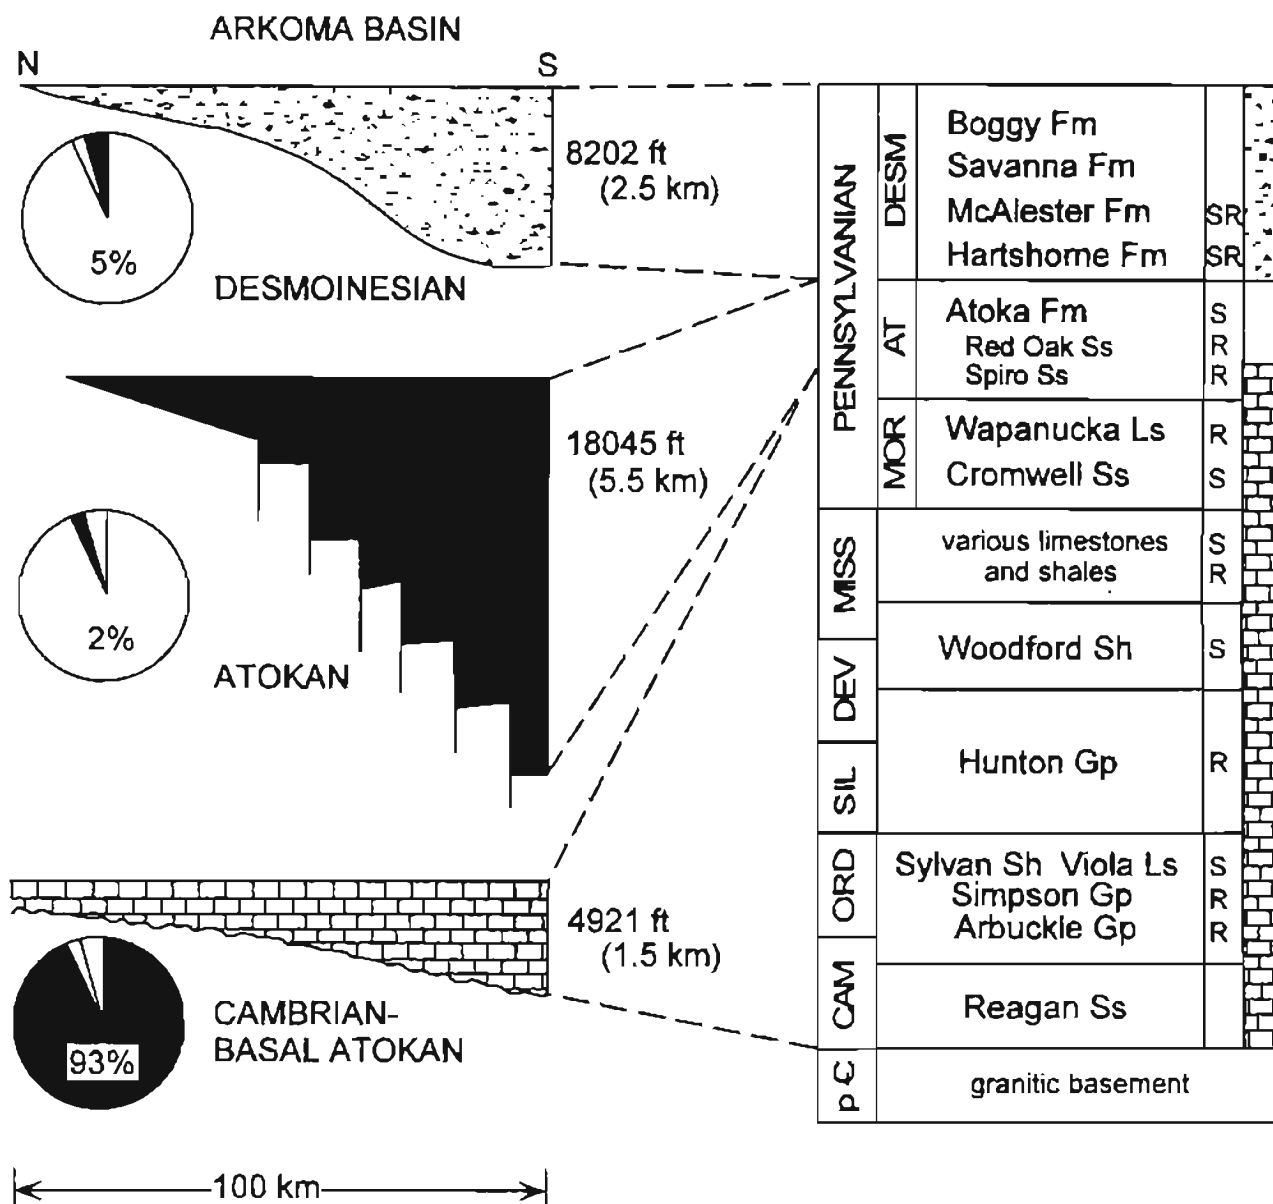 ARKOMA BASIN
N S
8202 ft
(2.5 km)
5%
DESMOINESIAN
18045 ft
(5.5 km)
2%
ATOKAN
4921 ft
(1.5 km)
93%
CAMBRIAN-
BASAL ATOKAN
100 km
PENNSYLVANIAN
DESM
Boggy Fm
Savanna Fm
McAlester Fm SR
Hartshorne Fm SR
AT
Atoka Fm S
Red Oak Ss R
Spiro Ss R
MOR
Wapanucka Ls R
Cromwell Ss S
MISS
various limestones S
and shales R
Woodford Sh S
DEV
SIL
Hunton Gp R
ORD
Sylvan Sh Viola Ls S
Simpson Gp R
Arbuckle Gp R
CAM
Reagan Ss
pЄ
granitic basement